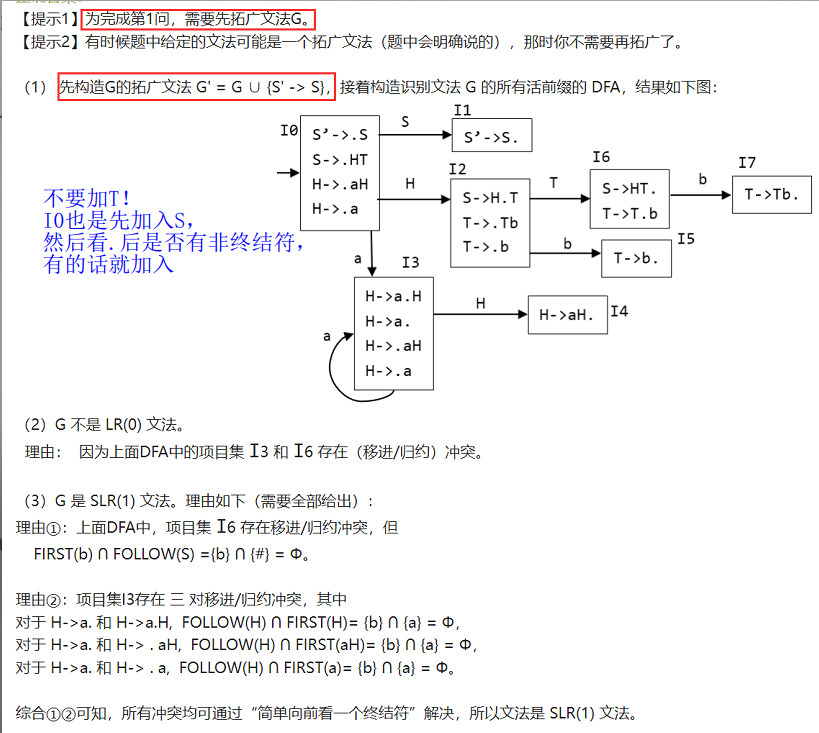 【提示1】为完成第1问，需要先拓广文法G。
【提示2】有时候题中给定的文法可能是一个拓广文法（题中会明确说的），那时你不需要再拓广了。
（1） 先构造G的拓广文法 G' = G ∪ {S' -> S}，接着构造识别文法 G 的所有活前缀的 DFA，结果如下图：
I0
S’->.S
S->.HT
H->.aH
H->.a
S
I1
S’->S.
H
I2
S->H.T
T->.Tb
T->.b
T
I6
S->HT.
T->T.b
b
I7
T->Tb.
b
I5
T->b.
不要加T！
I0也是先加入S，
然后看.后是否有非终结符，
有的话就加入
a
I3
H->a.H
H->a.
H->.aH
H->.a
a
H
H->aH.
I4
（2）G 不是 LR(0) 文法。
理由： 因为上面DFA中的项目集 I3 和 I6 存在（移进/归约）冲突。
（3）G 是 SLR(1) 文法。理由如下（需要全部给出）：
理由①：上面DFA中，项目集 I6 存在移进/归约冲突，但
FIRST(b) ∩ FOLLOW(S) ={b} ∩ {#} = Φ。
理由②：项目集I3存在 三 对移进/归约冲突，其中
对于 H->a. 和 H->a.H，FOLLOW(H) ∩ FIRST(H)= {b} ∩ {a} = Φ，
对于 H->a. 和 H-> . aH，FOLLOW(H) ∩ FIRST(aH)= {b} ∩ {a} = Φ，
对于 H->a. 和 H-> . a，FOLLOW(H) ∩ FIRST(a)= {b} ∩ {a} = Φ。
综合①②可知，所有冲突均可通过“简单向前看一个终结符”解决，所以文法是 SLR(1) 文法。